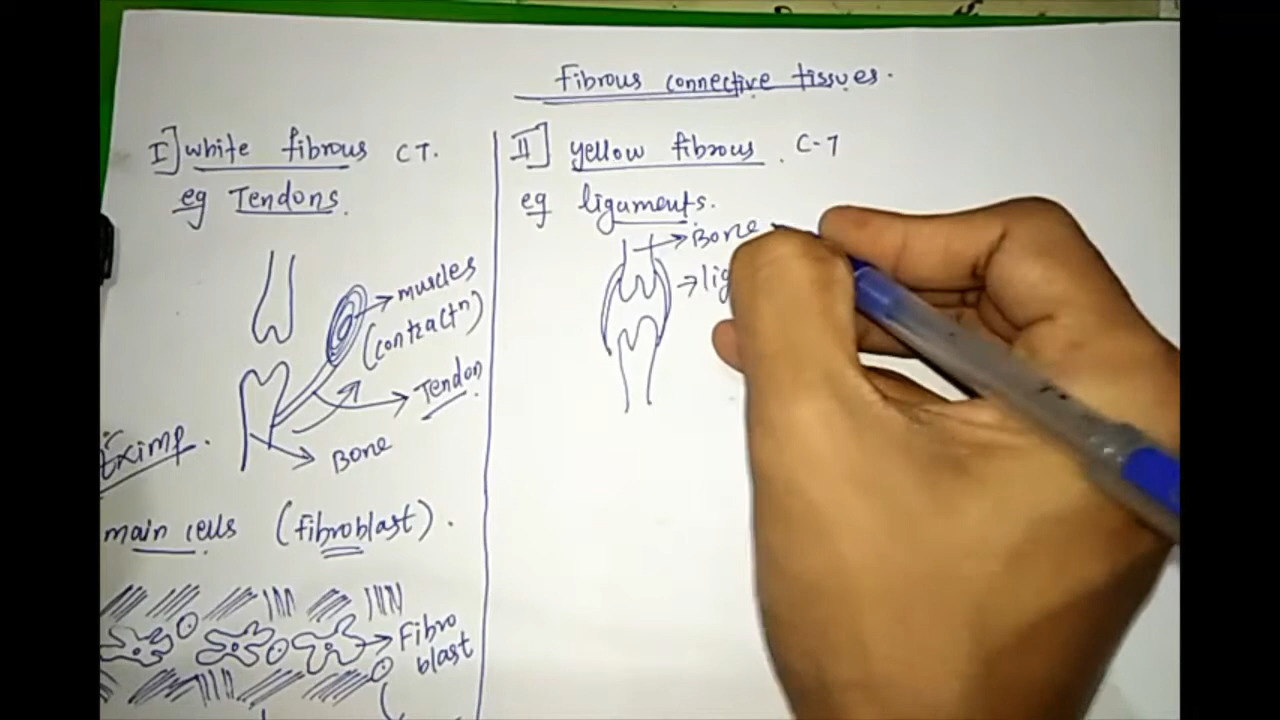 Fibrous connective tissues.
I] white fibrous CT.
eg Tendons.
muscles
(contractn)
Tendon
Bone
Eximp.
main cells (fibroblast).
Fibro
blast
II] yellow fibrous. C-T
eg ligaments.
Bone